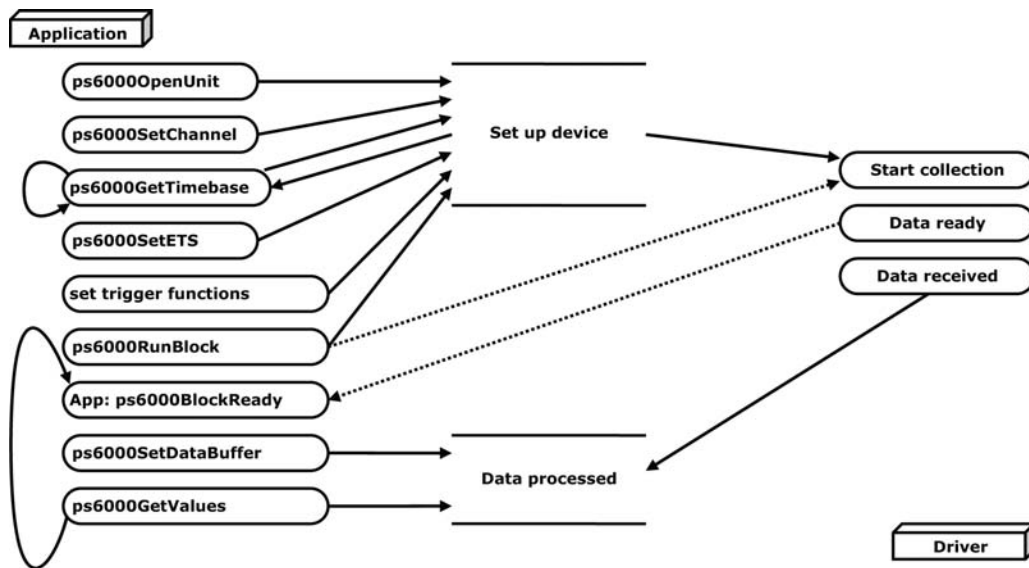 Application
ps6000OpenUnit
ps6000SetChannel
Set up device
ps6000GetTimebase
Start collection
ps6000SetETS
Data ready
set trigger functions
Data received
ps6000RunBlock
App: ps6000BlockReady
ps6000SetDataBuffer
Data processed
ps6000GetValues
Driver